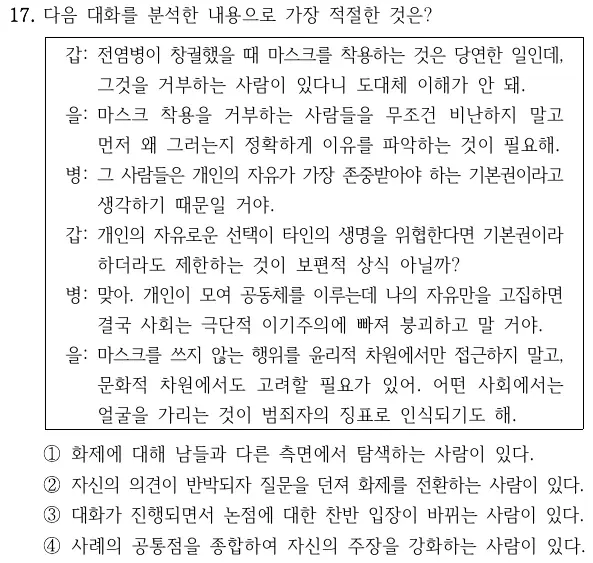 17. 다음 대화를 분석한 내용으로 가장 적절한 것은?
갑: 전염병이 창궐했을 때 마스크를 착용하는 것은 당연한 일인데,
그것을 거부하는 사람이 있다니 도대체 이해가 안 돼.
을: 마스크 착용을 거부하는 사람들을 무조건 비난하지 말고
먼저 왜 그러는지 정확하게 이유를 파악하는 것이 필요해.
병: 그 사람들은 개인의 자유가 가장 존중받아야 하는 기본권이라고
생각하기 때문일 거야.
갑: 개인의 자유로운 선택이 타인의 생명을 위협한다면 기본권이라
하더라도 제한하는 것이 보편적 상식 아닐까?
병: 맞아. 개인이 모여 공동체를 이루는데 나의 자유만을 고집하면
결국 사회는 극단적 이기주의에 빠져 붕괴하고 말 거야.
을: 마스크를 쓰지 않는 행위를 윤리적 차원에서만 접근하지 말고,
문화적 차원에서도 고려할 필요가 있어. 어떤 사회에서는
얼굴을 가리는 것이 범죄자의 징표로 인식되기도 해.
① 화제에 대해 남들과 다른 측면에서 탐색하는 사람이 있다.
② 자신의 의견이 반박되자 질문을 던져 화제를 전환하는 사람이 있다.
③ 대화가 진행되면서 논점에 대한 찬반 입장이 바뀌는 사람이 있다.
④ 사례의 공통점을 종합하여 자신의 주장을 강화하는 사람이 있다.